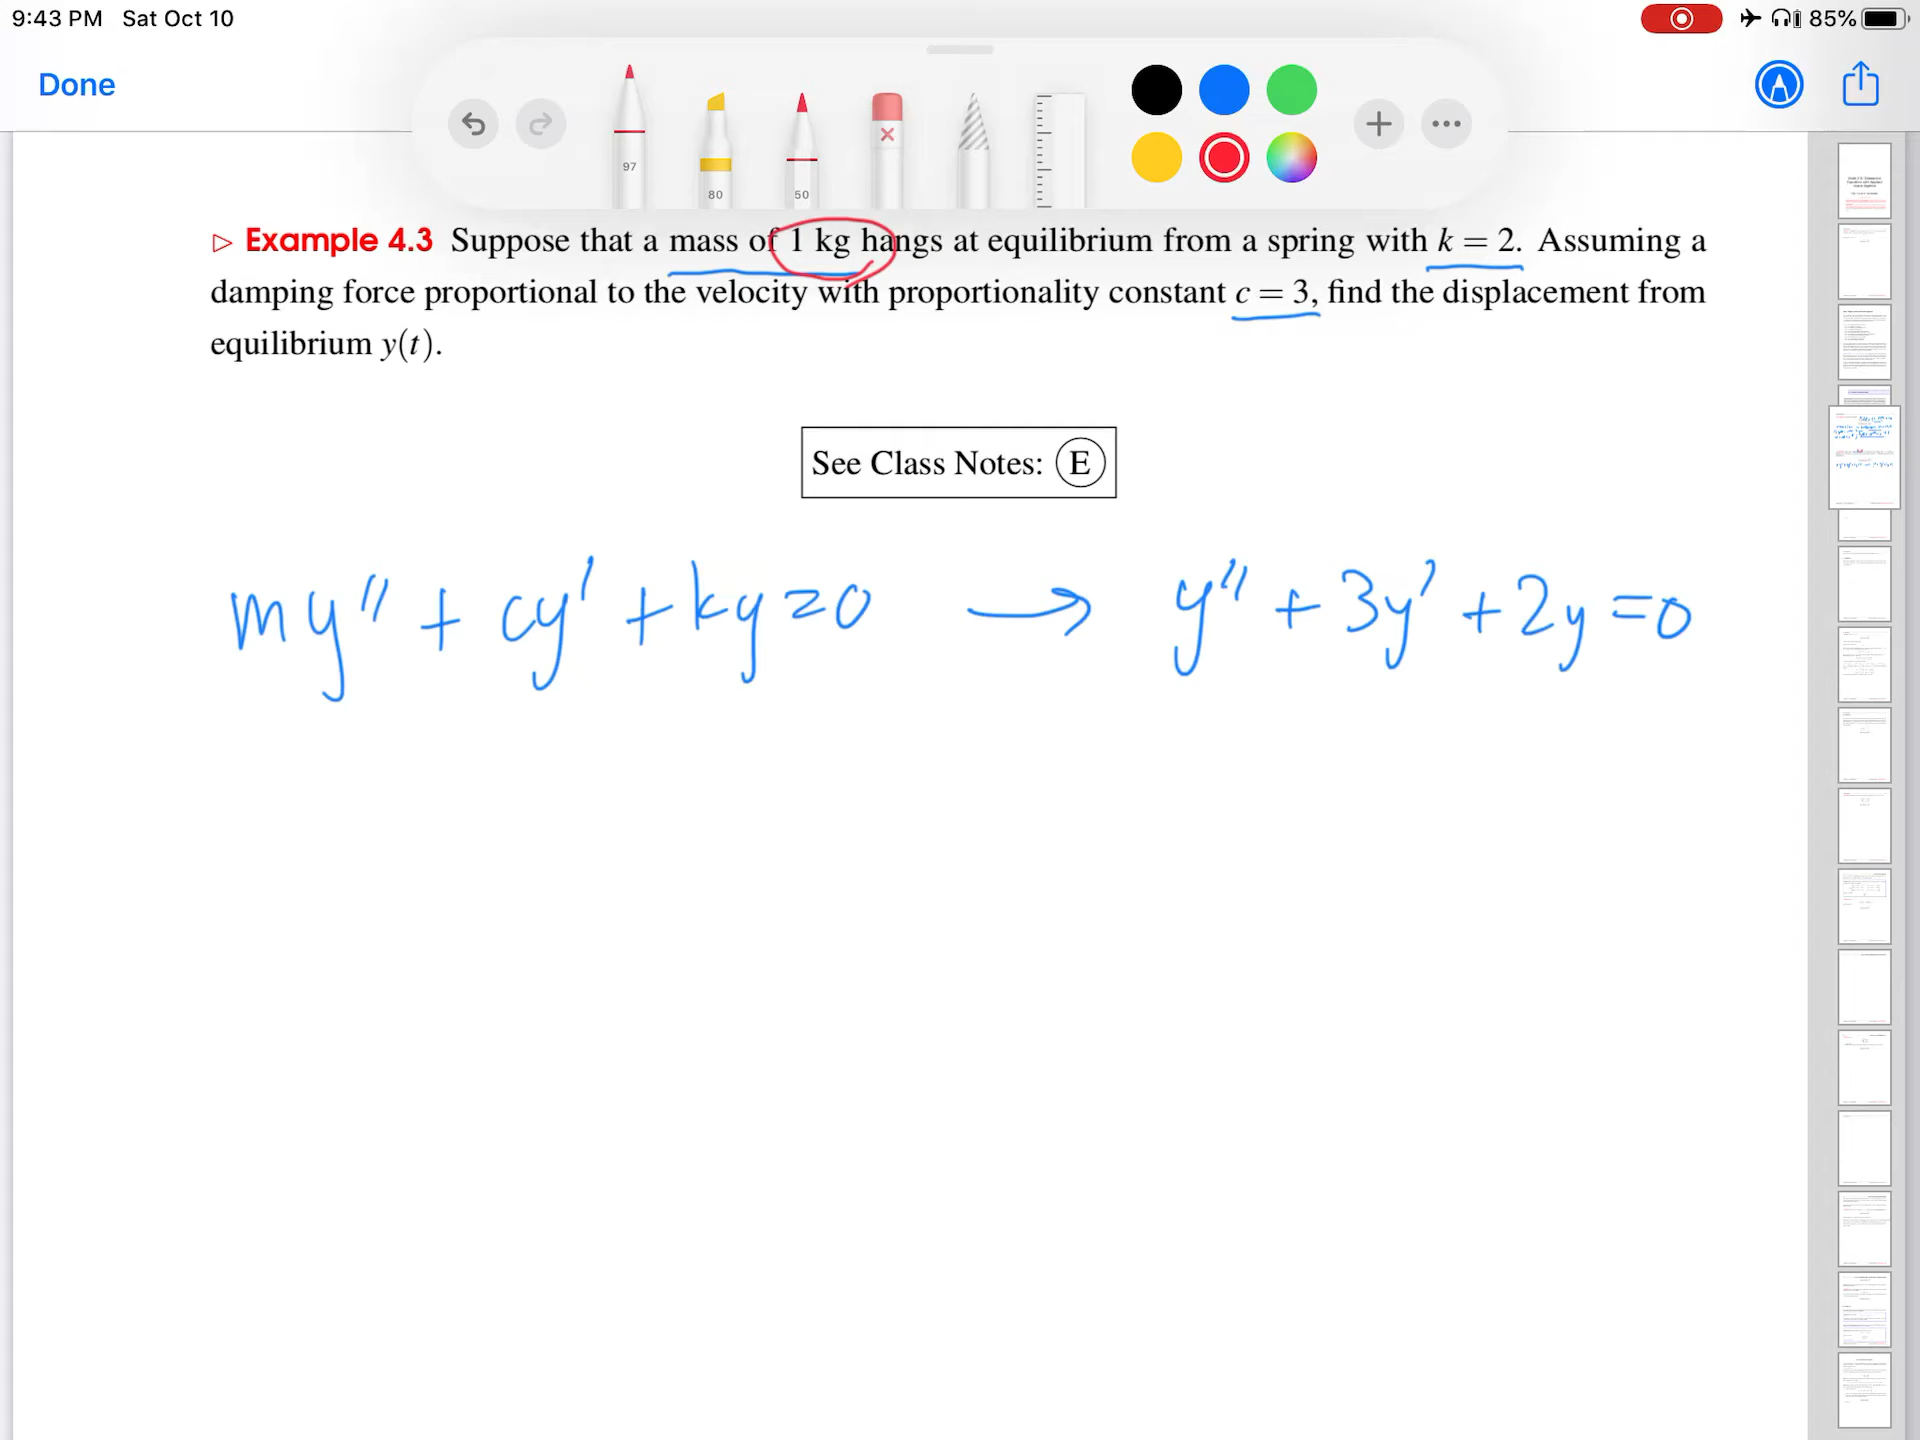 9:43 PM Sat Oct 10 85%
Done
97 80 50
▷ Example 4.3 Suppose that a mass of 1 kg hangs at equilibrium from a spring with k = 2. Assuming a
damping force proportional to the velocity with proportionality constant c = 3, find the displacement from
equilibrium y(t).
See Class Notes: E
my'' + cy' + ky = 0 → y'' + 3y' + 2y = 0